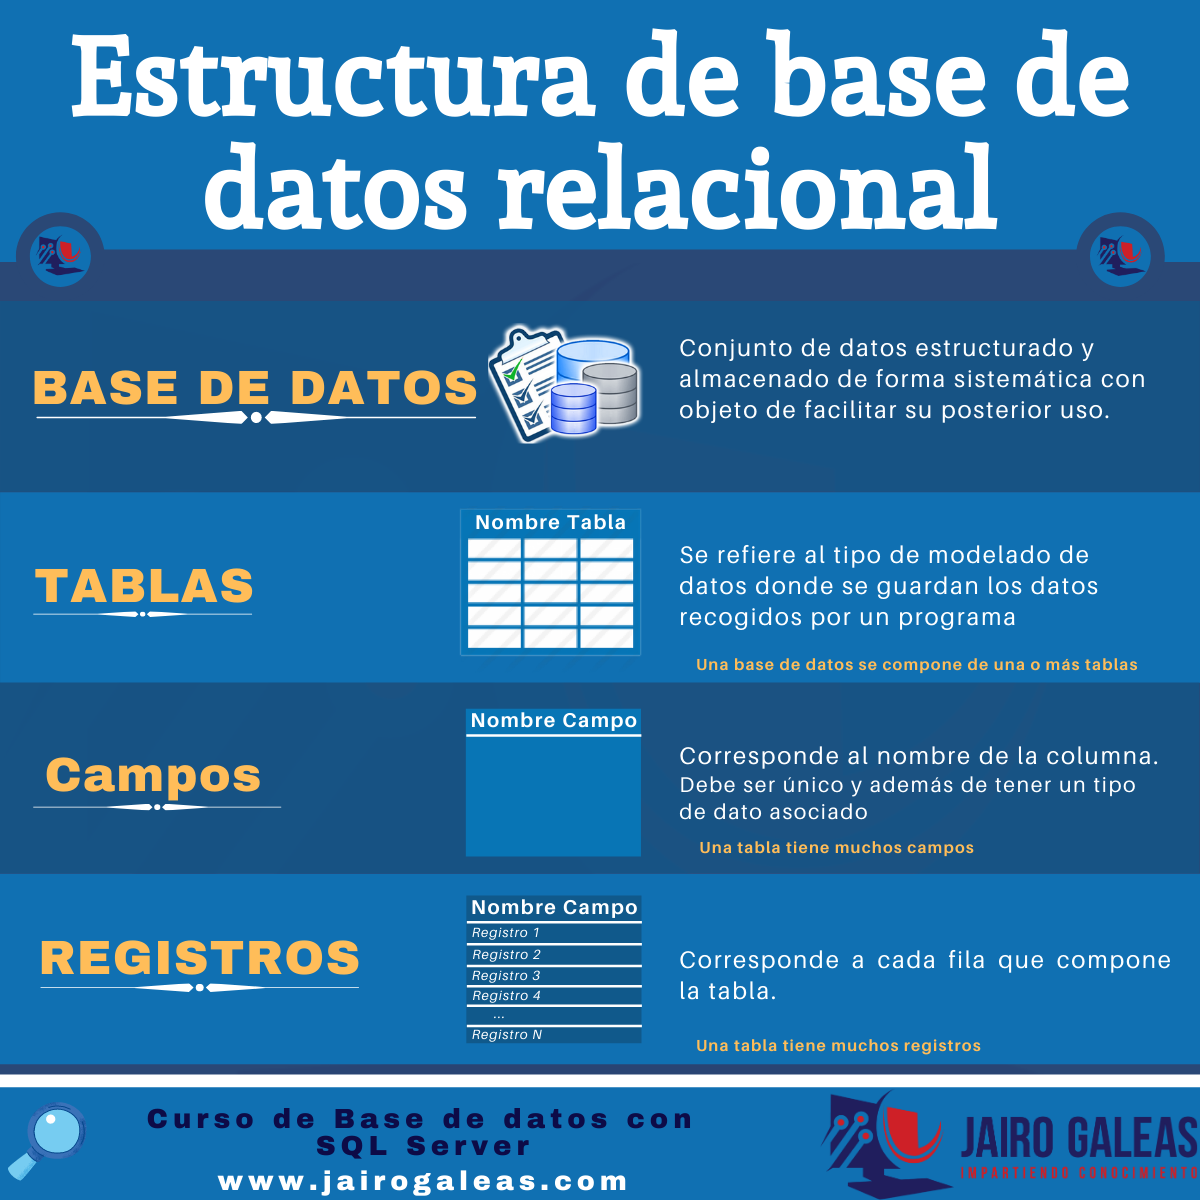 Estructura de base de
datos relacional
BASE DE DATOS
Conjunto de datos estructurado y
almacenado de forma sistemática con
objeto de facilitar su posterior uso.
TABLAS
Nombre Tabla
Se refiere al tipo de modelado de
datos donde se guardan los datos
recogidos por un programa
Una base de datos se compone de una o más tablas
Campos
Nombre Campo
Corresponde al nombre de la columna.
Debe ser único y además de tener un tipo
de dato asociado
Una tabla tiene muchos campos
REGISTROS
Nombre Campo
Registro 1
Registro 2
Registro 3
Registro 4
...
Registro N
Corresponde a cada fila que compone
la tabla.
Una tabla tiene muchos registros
Curso de Base de datos con
SQL Server
www.jairogaleas.com
JAIRO GALEAS
IMPARTIENDO CONOCIMIENTO